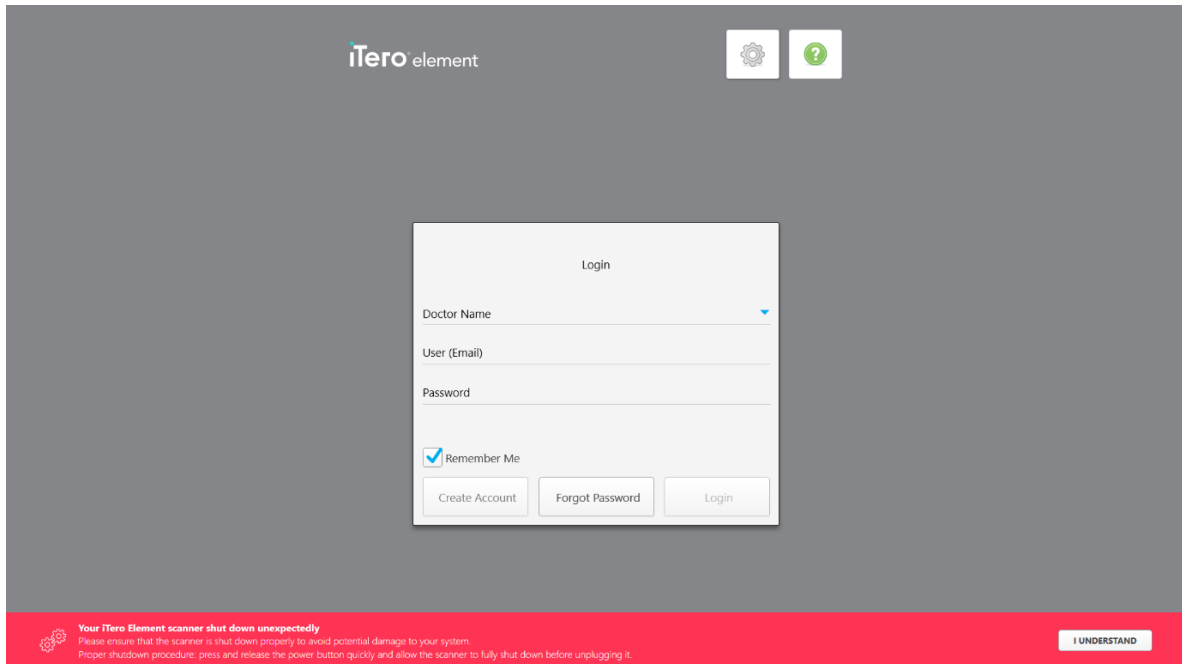 iTero® element
?
Login
Doctor Name
User (Email)
Password
Remember Me
Create Account Forgot Password Login
Your iTero Element scanner shut down unexpectedly
Please ensure that the scanner is shut down properly to avoid potential damage to your system.
Proper shutdown procedure: press and release the power button quickly and allow the scanner to fully shut down before unplugging it.
I UNDERSTAND